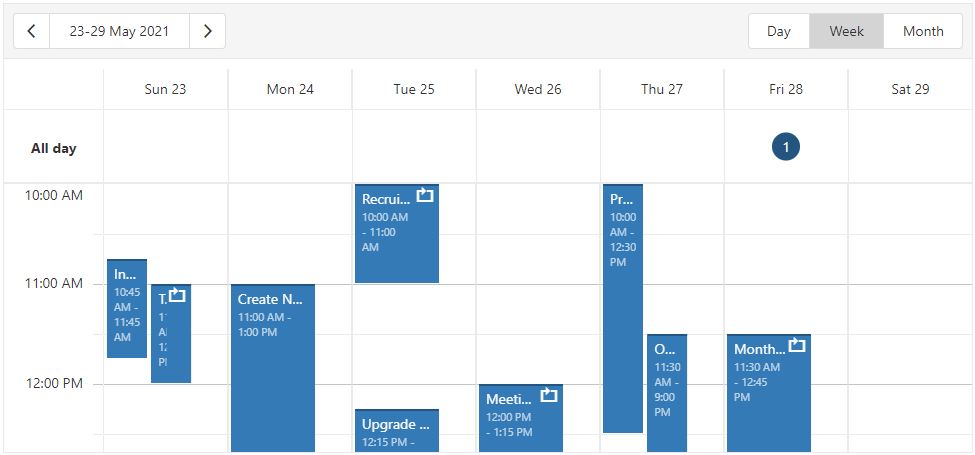 23-29 May 2021
Day Week Month
Sun 23 Mon 24 Tue 25 Wed 26 Thu 27 Fri 28 Sat 29
All day
1
10:00 AM
11:00 AM
12:00 PM
In...
10:45
AM -
11:45
AM
T.
11
A
12
P
Create N...
11:00 AM -
1:00 PM
Recrui...
10:00 AM
- 11:00
AM
Upgrade ...
12:15 PM -
Meeti...
12:00 PM
- 1:15 PM
Pr...
10:00
AM -
12:30
PM
O...
11:30
AM -
9:00
PM
Month...
11:30 AM
- 12:45
PM